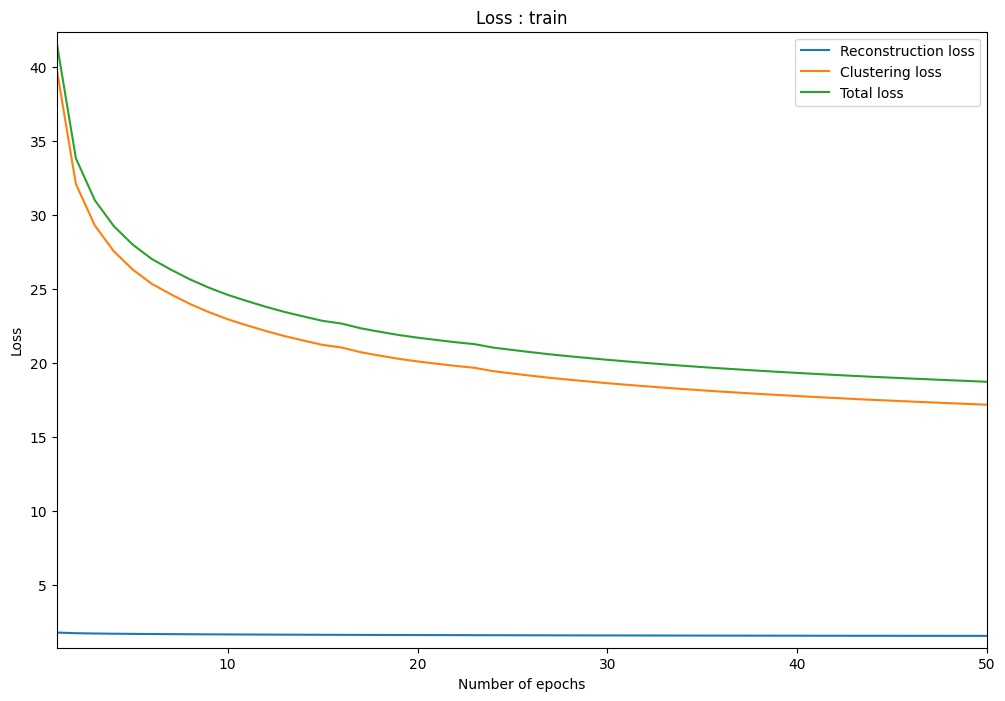 Loss : train
Reconstruction loss
Clustering loss
Total loss
40
35
30
25
20
15
10
5
Loss
10 20 30 40 50
Number of epochs